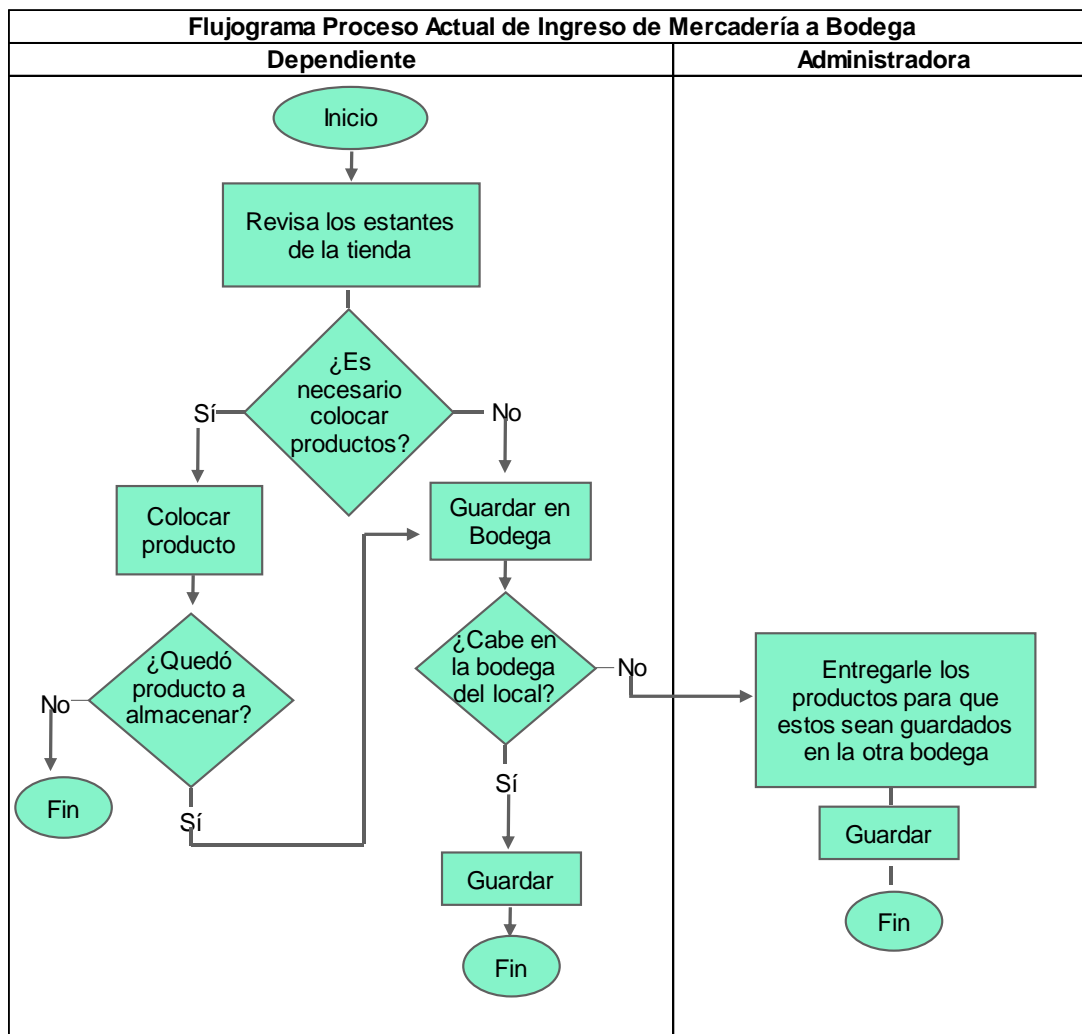 Flujograma Proceso Actual de Ingreso de Mercadería a Bodega
Dependiente
Administradora
Inicio
Revisa los estantes
de la tienda
¿Es
necesario
colocar
productos?
Sí
No
Colocar
producto
Guardar en
Bodega
¿Quedó
producto a
almacenar?
No
Sí
Fin
¿Cabe en
la bodega
del local?
No
Sí
Guardar
Fin
Entregarle los
productos para que
estos sean guardados
en la otra bodega
Guardar
Fin